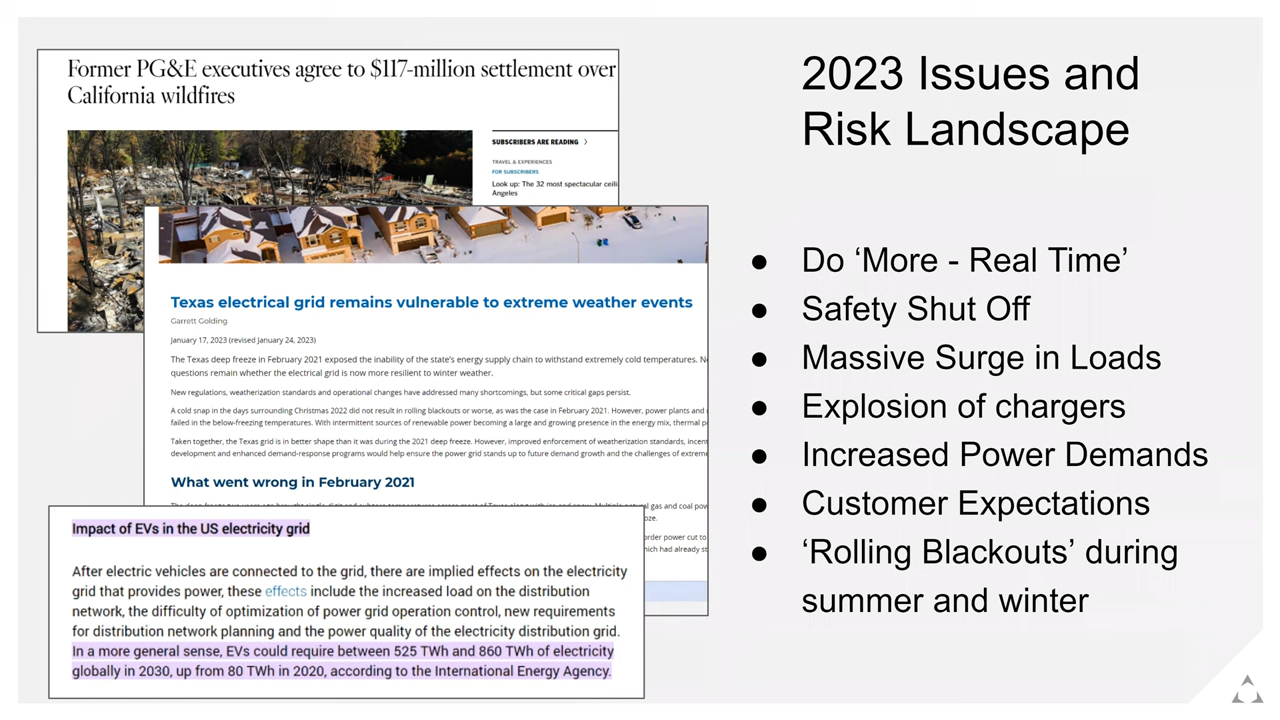 Former PG&E executives agree to $117-million settlement over
California wildfires
SUBSCRIBERS ARE READING >
TRAVEL & EXPERIENCES
FOR SUBSCRIBERS
Look up: The 32 most spectacular
Angeles
Texas electrical grid remains vulnerable to extreme weather events
Garrett Golding
January 17, 2023 (revised January 24, 2023)
The Texas deep freeze in February 2021 exposed the inability of the state's energy supply chain to withstand extremely cold temperatures.
questions remain whether the electrical grid is now more resilient to winter weather.
New regulations, weatherization standards and operational changes have addressed many shortcomings, but some critical gaps persist.
A cold snap in the days surrounding Christmas 2022 did not result in rolling blackouts or worse, as was the case in February 2021. However, power plants and
failed in the below-freezing temperatures. With intermittent sources of renewable power becoming a large and growing presence in the energy mix, thermal
Taken together, the Texas grid is in better shape than it was during the 2021 deep freeze. However, improved enforcement of weatherization standards,
development and enhanced demand-response programs would help ensure the power grid stands up to future demand growth and the challenges of
What went wrong in February 2021
gas and coal
order power cut to
which had already
Impact of EVs in the US electricity grid
After electric vehicles are connected to the grid, there are implied effects on the electricity
grid that provides power, these effects include the increased load on the distribution
network, the difficulty of optimization of power grid operation control, new requirements
for distribution network planning and the power quality of the electricity distribution grid.
In a more general sense, EVs could require between 525 TWh and 860 TWh of electricity
globally in 2030, up from 80 TWh in 2020, according to the International Energy Agency.
2023 Issues and
Risk Landscape
● Do ‘More - Real Time’
● Safety Shut Off
● Massive Surge in Loads
● Explosion of chargers
● Increased Power Demands
● Customer Expectations
● ‘Rolling Blackouts’ during
summer and winter